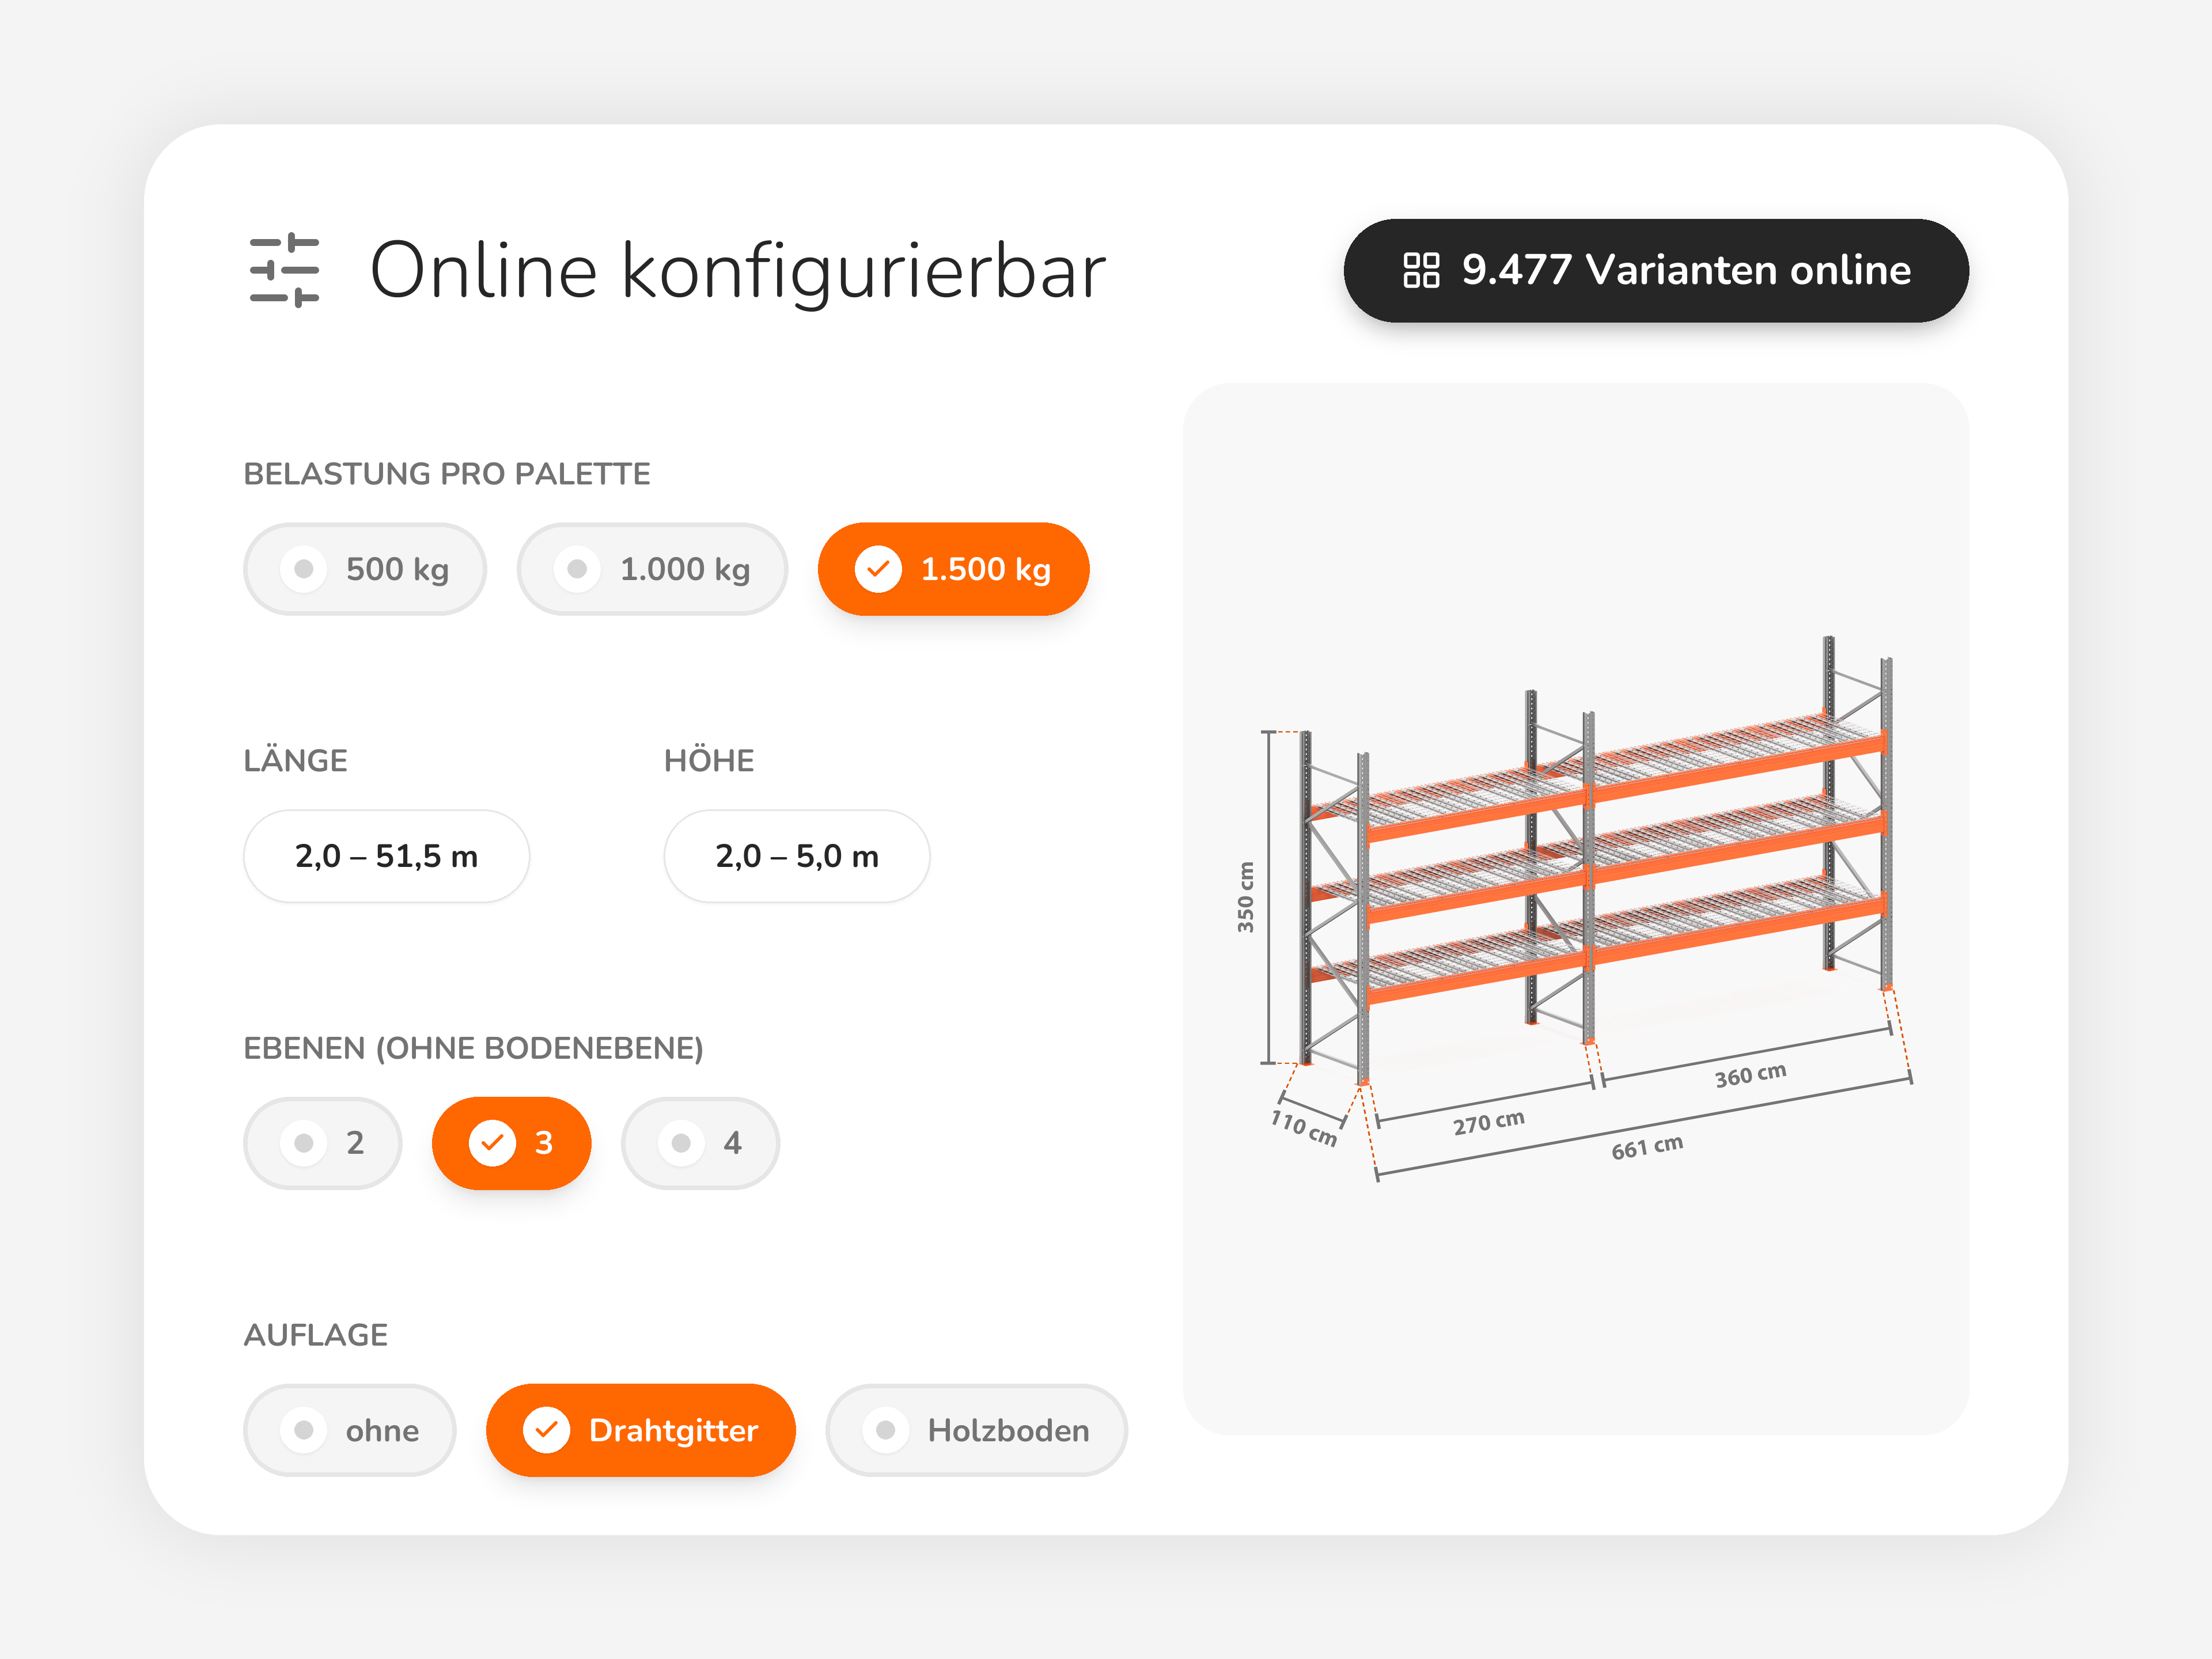 Online konfigurierbar
9.477 Varianten online
BELASTUNG PRO PALETTE
500 kg
1.000 kg
1.500 kg
LÄNGE
HÖHE
2,0 – 51,5 m
2,0 – 5,0 m
EBENEN (OHNE BODENEBENE)
2
3
4
AUFLAGE
ohne
Drahtgitter
Holzboden
350 cm
110 cm
270 cm
360 cm
661 cm